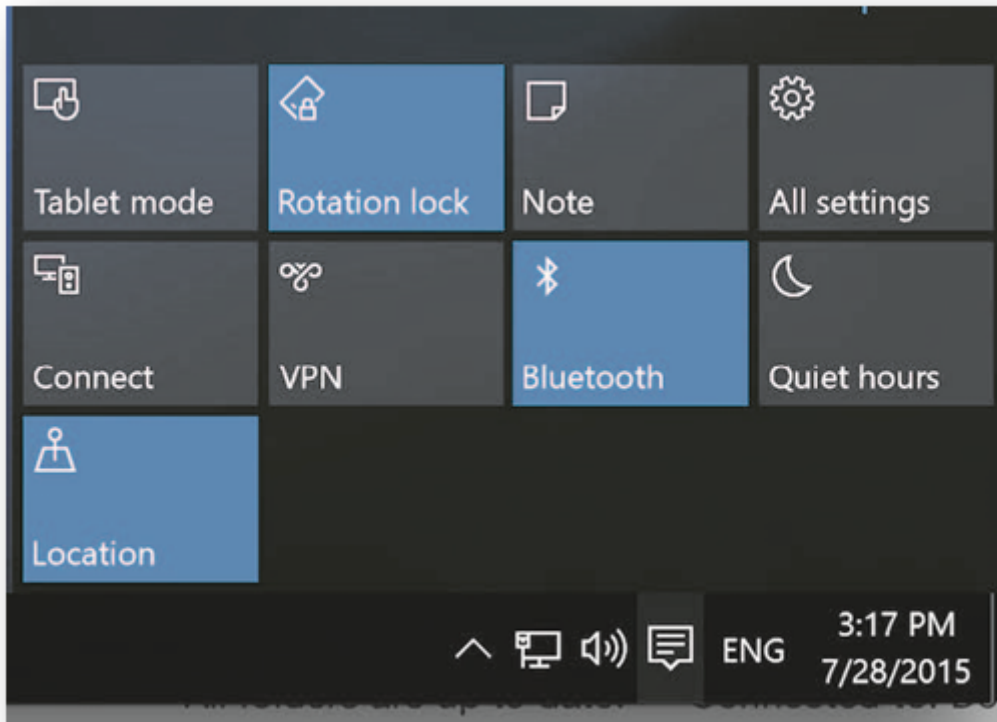 Tablet mode
Rotation lock
Note
All settings
Connect
VPN
Bluetooth
Quiet hours
Location
ENG
3:17 PM
7/28/2015